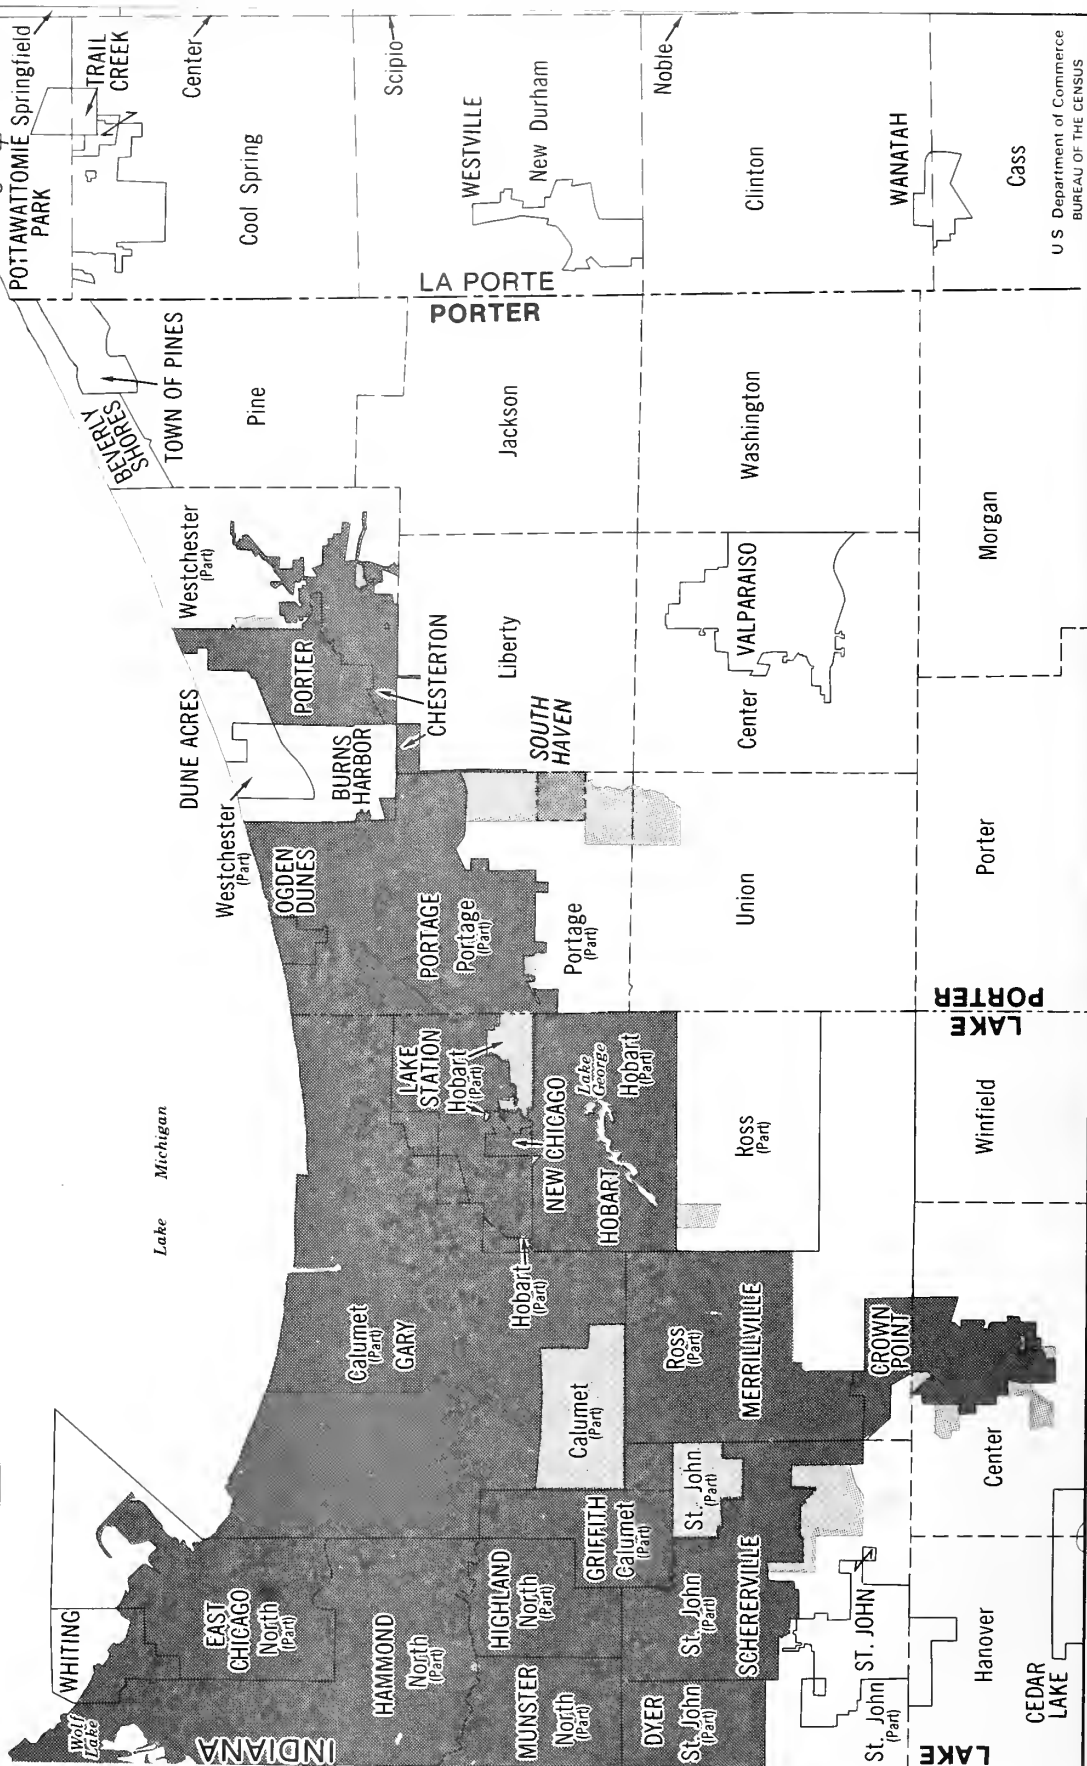 POTTAWATTOMIE
PARK
Springfield
TRAIL
CREEK
Center
Scipio
Noble
Cool Spring
WESTVILLE
New Durham
Clinton
WANATAH
Cass
U S Department of Commerce
BUREAU OF THE CENSUS
LA PORTE
PORTER
BEVERLY
SHORES
TOWN OF PINES
Pine
Jackson
Washington
Morgan
Westchester
(Part)
DUNE ACRES
PORTER
CHESTERTON
Liberty
VALPARAISO
Center
Westchester
(Part)
BURNS
HARBOR
SOUTH
HAVEN
OGDEN
DUNES
PORTAGE
Portage
(Part)
Portage
(Part)
Union
Porter
PORTER
LAKE
Lake Michigan
LAKE
STATION
Hobart
(Part)
NEW CHICAGO
Lake
George
Hobart
(Part)
HOBART
Ross
(Part)
Winfield
Hobart
(Part)
Calumet
(Part)
GARY
Calumet
(Part)
Ross
(Part)
MERRILLVILLE
CROWN
POINT
Center
WHITING
Wolf
Lake
EAST
CHICAGO
North
(Part)
HAMMOND
North
(Part)
HIGHLAND
North
(Part)
GRIFFITH
Calumet
(Part)
St. John
(Part)
MUNSTER
North
(Part)
DYER
St. John
(Part)
St. John
(Part)
SCHERERVILLE
ST. JOHN
St. John
(Part)
Hanover
CEDAR
LAKE
INDIANA
LAKE